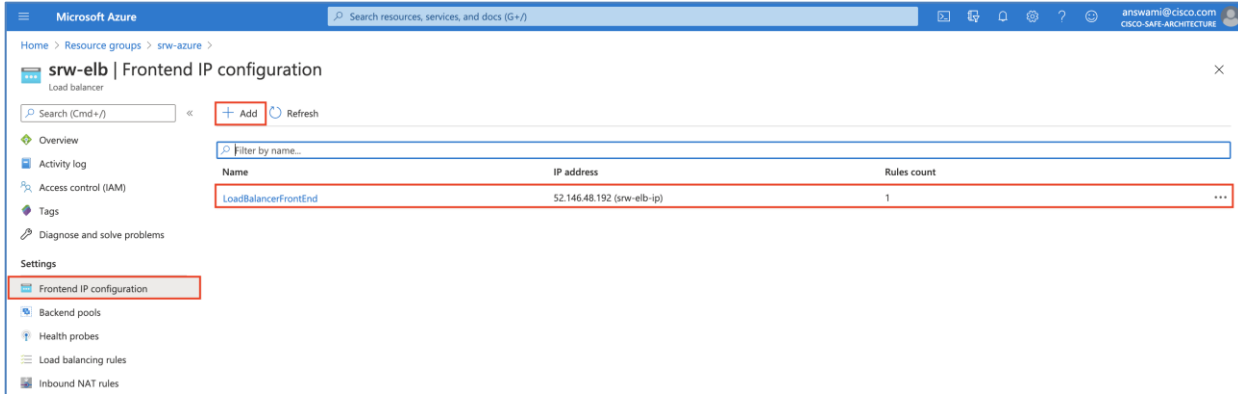 Microsoft Azure
Search resources, services, and docs (G+/)
answami@cisco.com
CISCO-SAFE-ARCHITECTURE
Home > Resource groups > srw-azure >
srw-elb | Frontend IP configuration
Load balancer
Search (Cmd+/)
+ Add Refresh
Overview
Activity log
Access control (IAM)
Tags
Diagnose and solve problems
Settings
Frontend IP configuration
Backend pools
Health probes
Load balancing rules
Inbound NAT rules
Filter by name...
Name IP address Rules count
LoadBalancerFrontEnd 52.146.48.192 (srw-elb-ip) 1